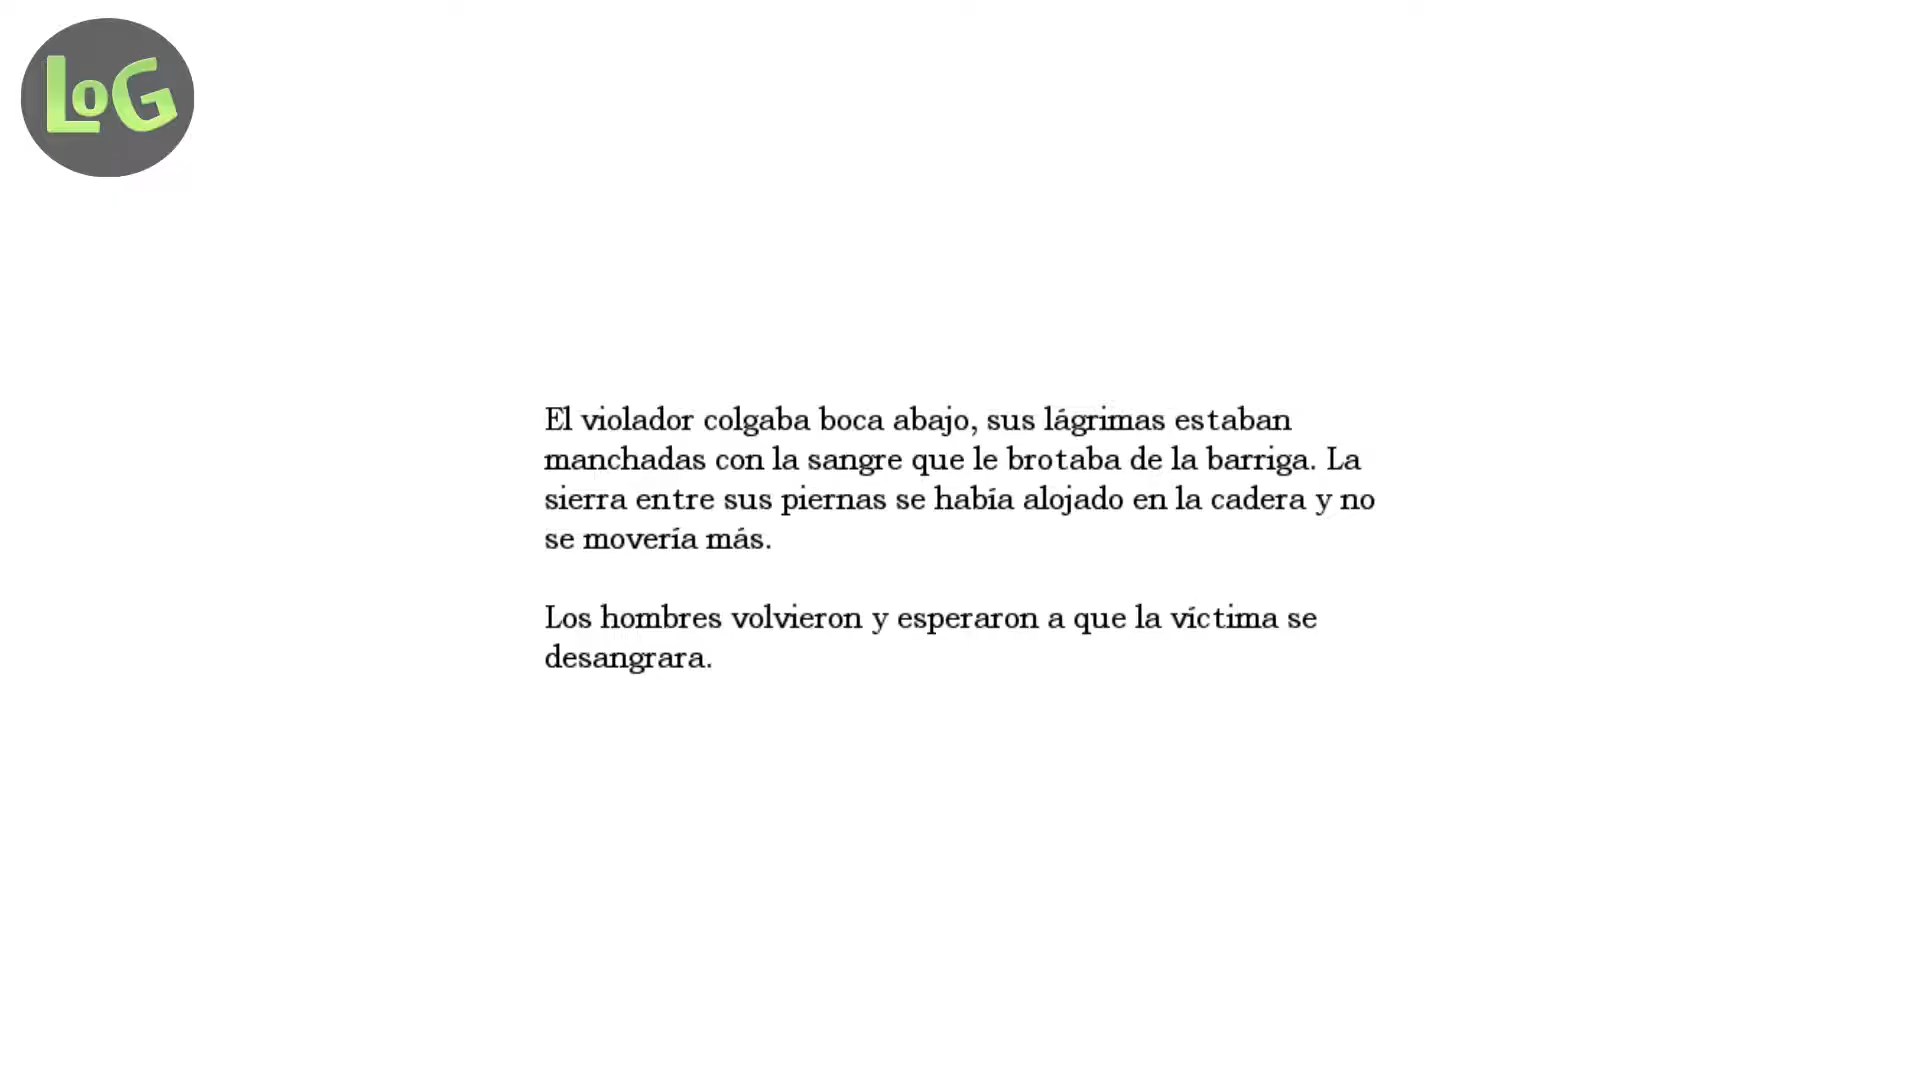 LoG
El violador colgaba boca abajo, sus lágrimas estaban
manchadas con la sangre que le brotaba de la barriga. La
sierra entre sus piernas se había alojado en la cadera y no
se movería más.
Los hombres volvieron y esperaron a que la víctima se
desangrara.